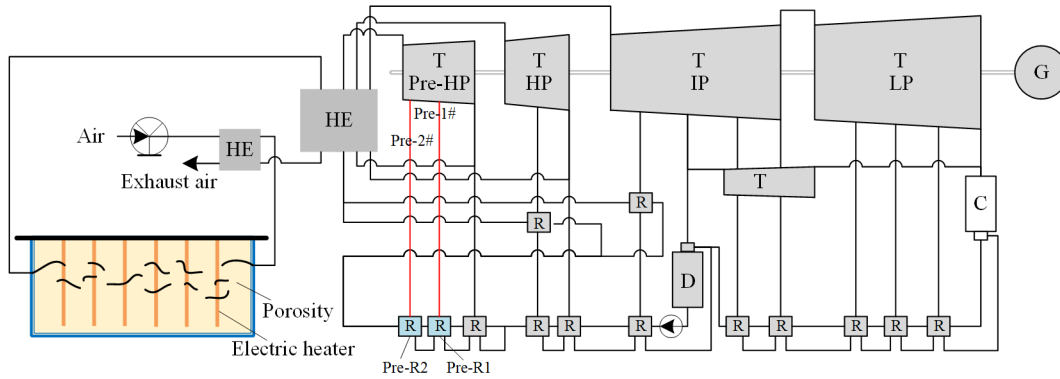 T
Pre-HP
T
HP
T
IP
T
LP
G
HE
Pre-1#
Pre-2#
Air
HE
Exhaust air
T
R
R
C
D
Porosity
Electric heater
R
R
R
R
R
R
R
R
R
R
R
Pre-R2
Pre-R1